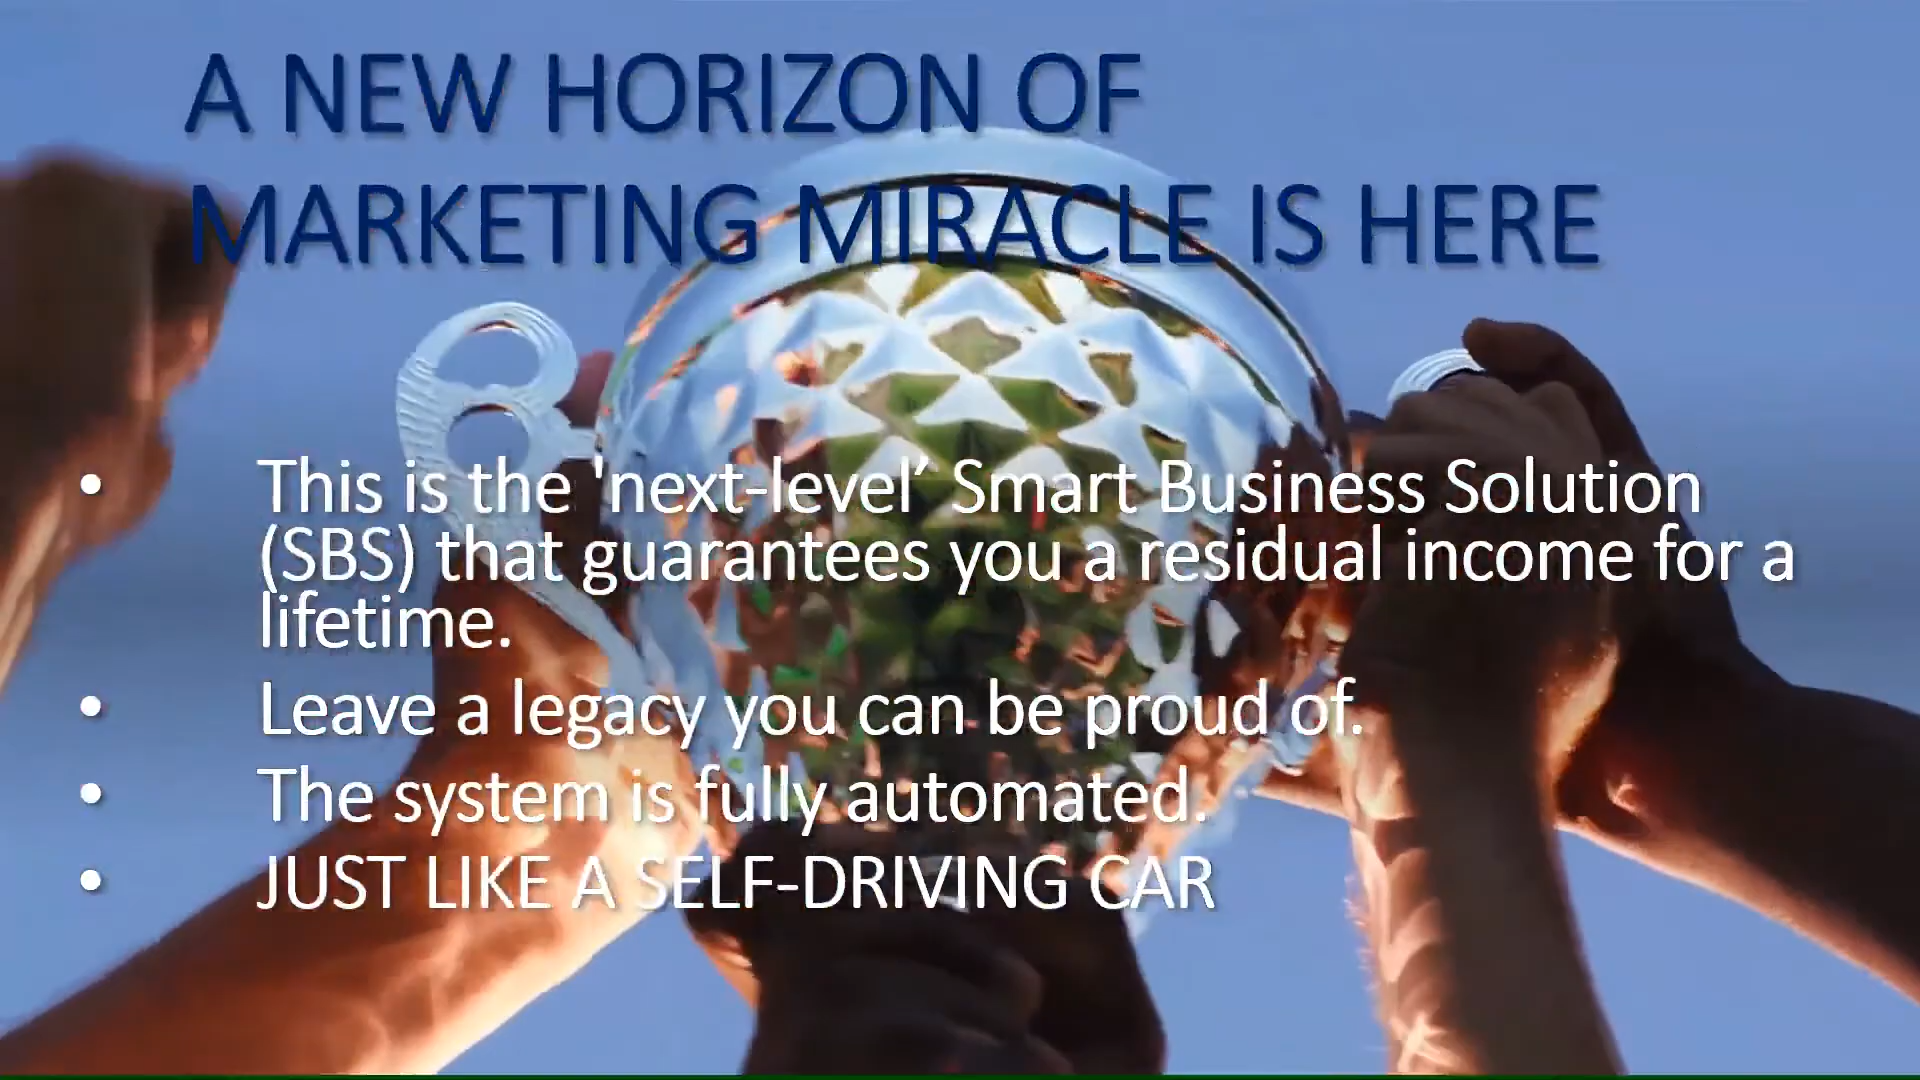 A NEW HORIZON OF
MARKETING MIRACLE IS HERE
• This is the 'next-level’ Smart Business Solution
(SBS) that guarantees you a residual income for a
lifetime.
• Leave a legacy you can be proud of.
• The system is fully automated.
• JUST LIKE A SELF-DRIVING CAR